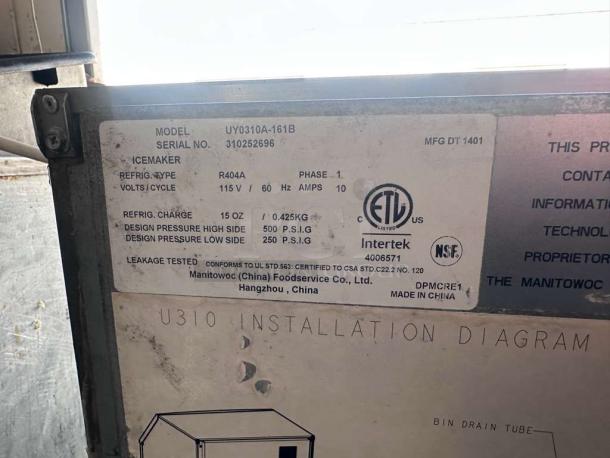 MODEL UY0310A-161B
SERIAL NO. 310252696
MFG DT 1401
ICEMAKER
REFRIG. TYPE R404A PHASE 1
VOLTS / CYCLE 115 V / 60 Hz AMPS 10
REFRIG. CHARGE 15 OZ / 0.425KG
DESIGN PRESSURE HIGH SIDE 500 P.S.I.G
DESIGN PRESSURE LOW SIDE 250 P.S.I.G
C ETL US
LISTED
Intertek
4006571
NSF
LEAKAGE TESTED CONFORMS TO UL STD.563: CERTIFIED TO CSA STD.C22.2 NO. 120
Manitowoc (China) Foodservice Co., Ltd.
Hangzhou , China
DPMCRE1
MADE IN CHINA
THIS PR
CONTA
INFORMATI
TECHNOL
PROPRIETOR
THE MANITOWOC
U310 INSTALLATION DIAGRAM
BIN DRAIN TUBE